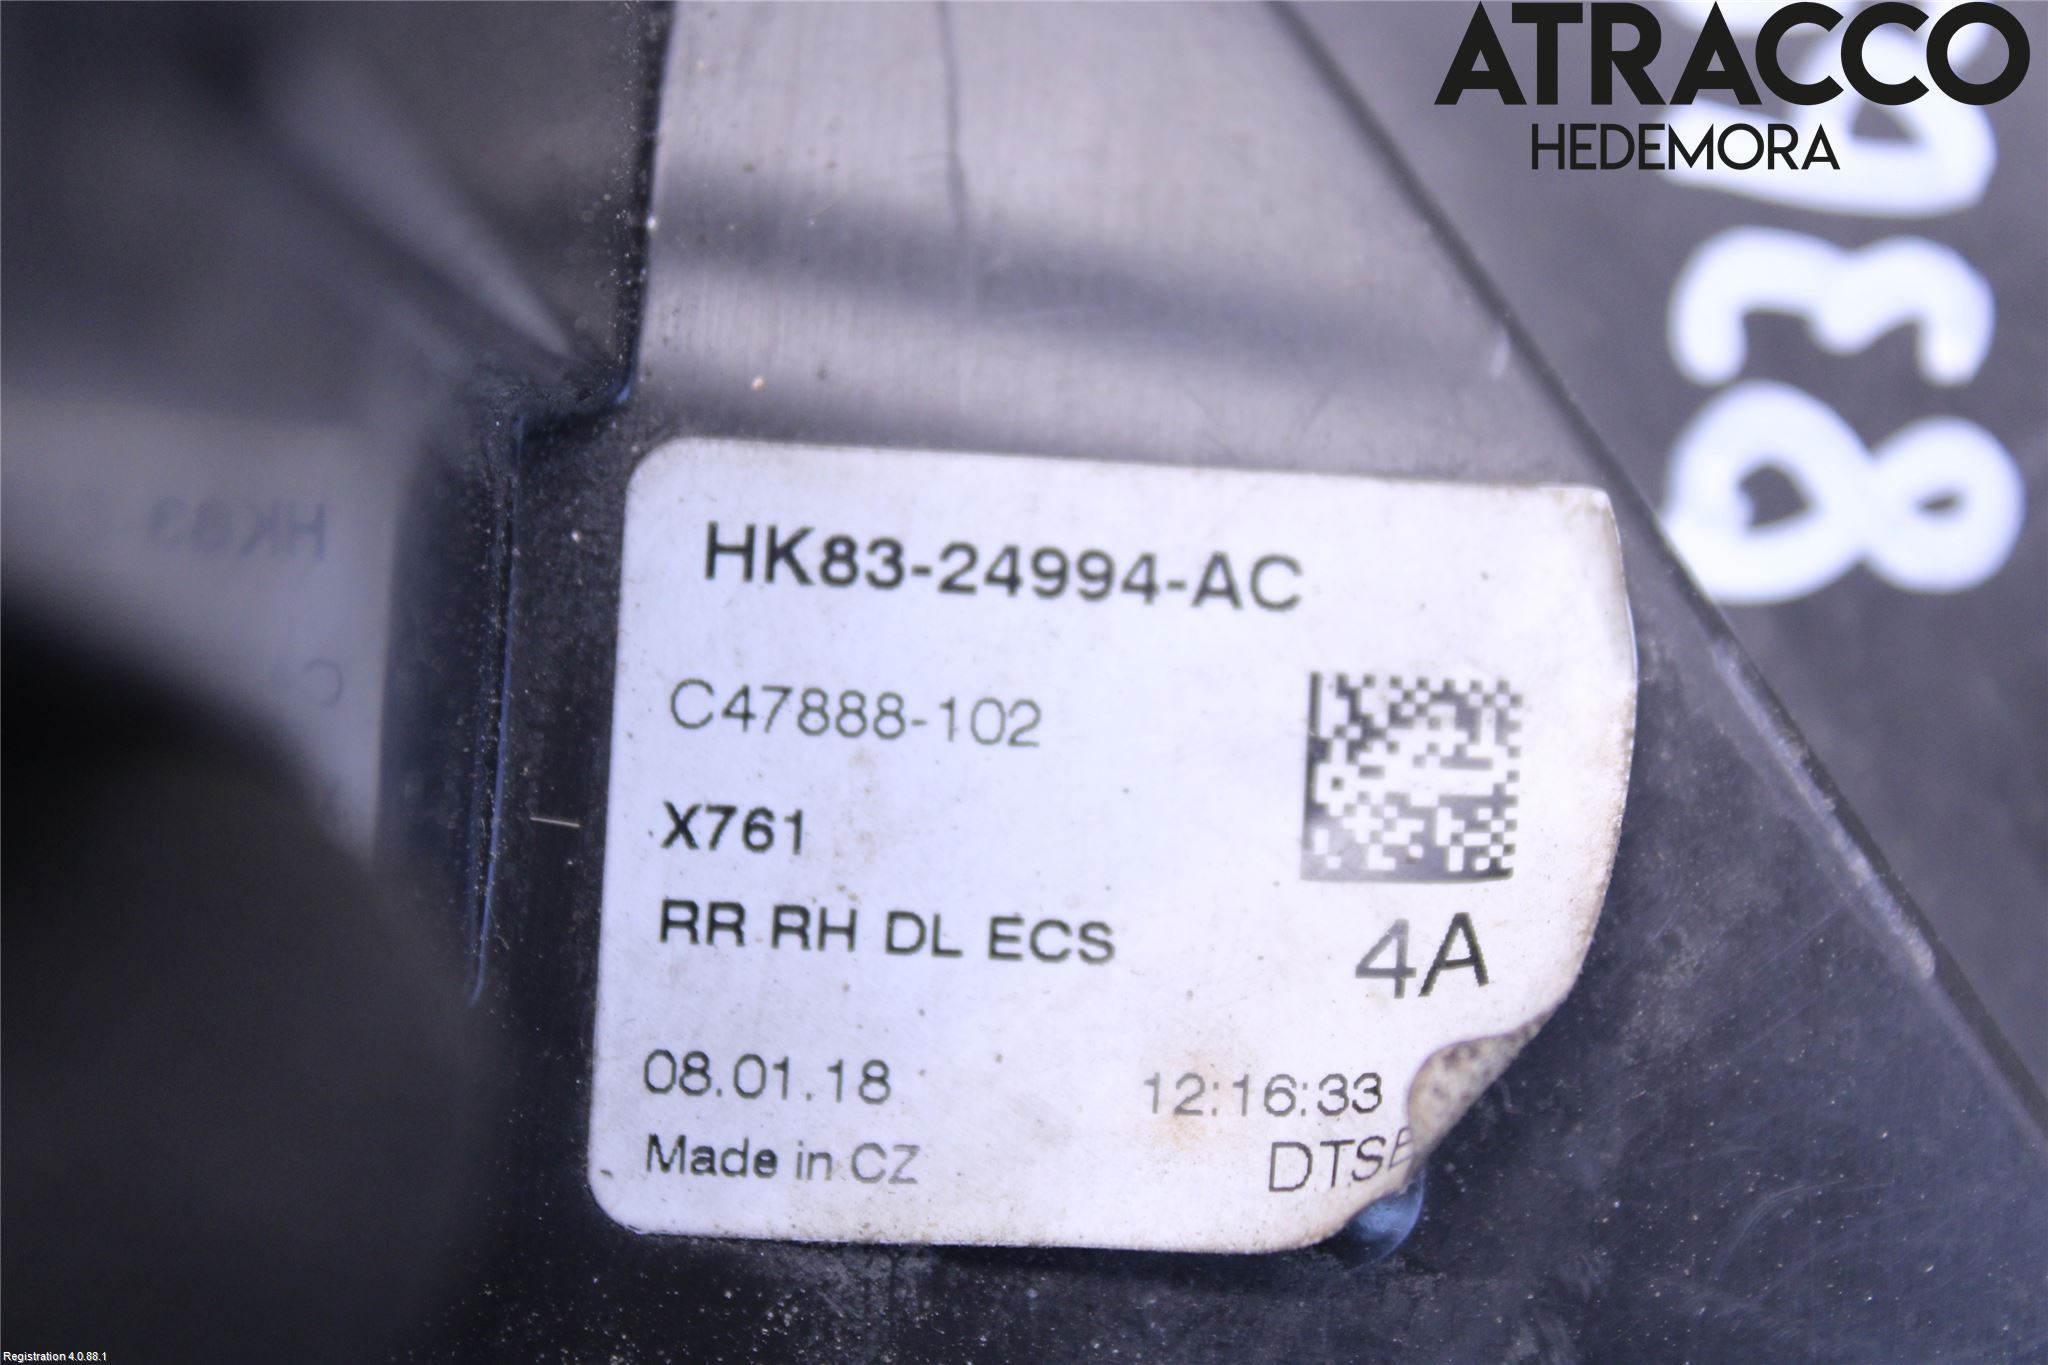 ATRACCO
HEDEMORA
HK83
HK83-24994-AC
C47888-102
X761
RR RH DL ECS
4A
08.01.18
12:16:33
Made in CZ
Registration 4.0.88.1